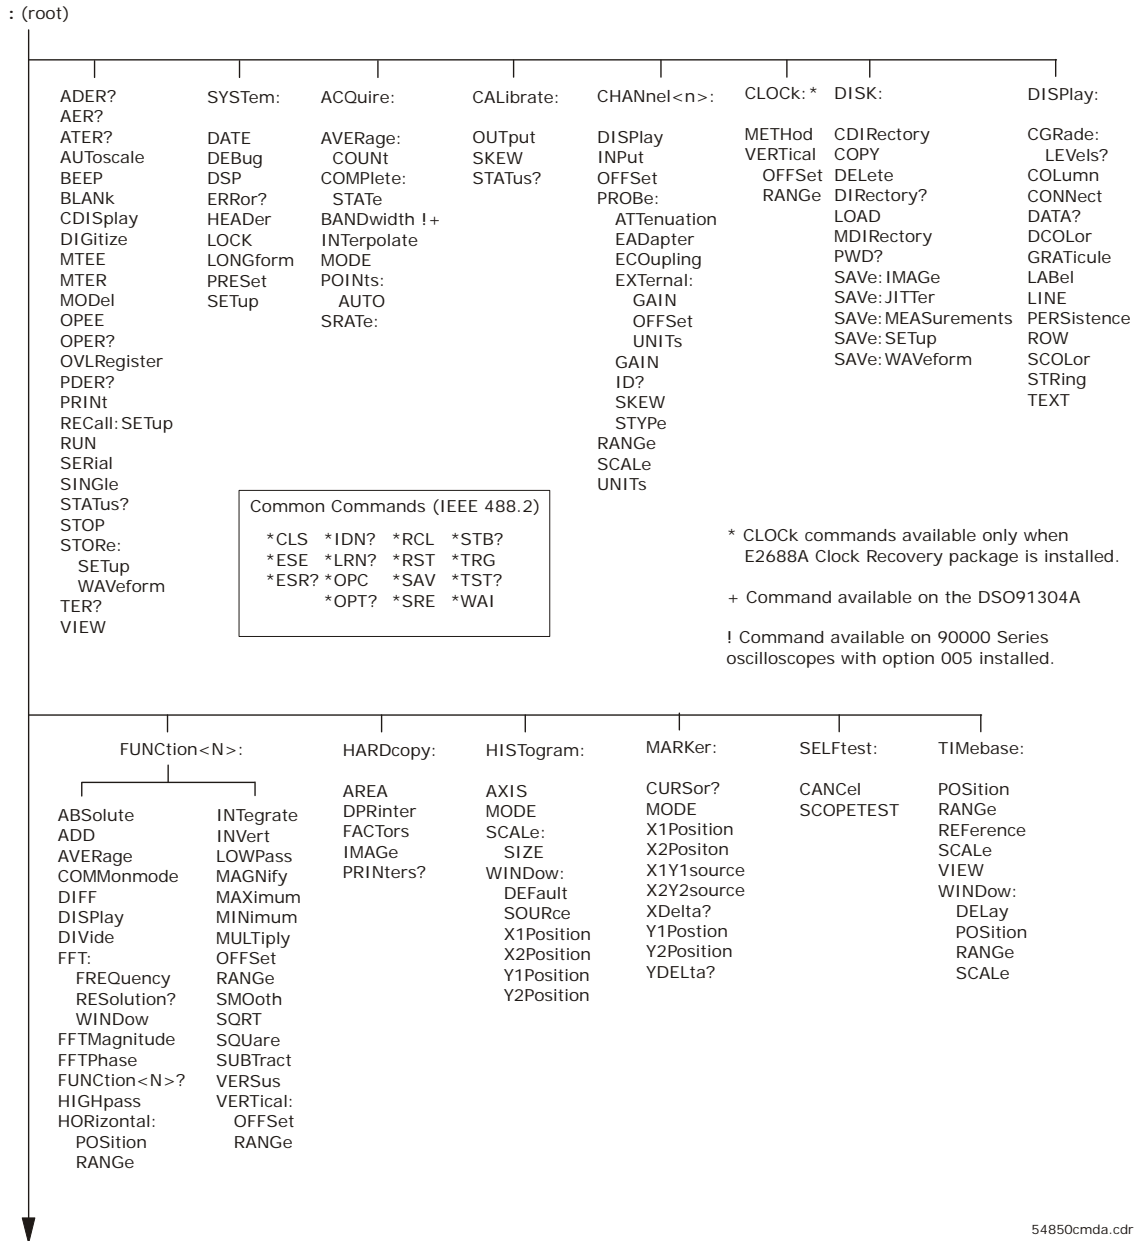 : (root)
ADER?
AER?
ATER?
AUToscale
BEEP
BLANk
CDISplay
DIGitize
MTEE
MTER
MODel
OPEE
OPER?
OVLRegister
PDER?
PRINt
RECall:SETup
RUN
SERial
SINGle
STATus?
STOP
STORe:
SETup
WAVeform
TER?
VIEW
SYSTem:
DATE
DEBug
DSP
ERRor?
HEADer
LOCK
LONGform
PRESet
SETup
ACQuire:
AVERage:
COUNt
COMPlete:
STATe
BANDwidth !+
INTerpolate
MODE
POINts:
AUTO
SRATe:
CALibrate:
OUTput
SKEW
STATus?
CHANnel<n>:
DISPlay
INPut
OFFSet
PROBe:
ATTenuation
EADapter
ECOupling
EXTernal:
GAIN
OFFSet
UNITs
GAIN
ID?
SKEW
STYPe
RANGe
SCALe
UNITs
CLOCk: *
METHod
VERTical
OFFSet
RANGe
DISK:
CDIRectory
COPY
DELete
DIRectory?
LOAD
MDIRectory
PWD?
SAVe:IMAGe
SAVe:JITTer
SAVe:MEASurements
SAVe:SETup
SAVe:WAVeform
DISPlay:
CGRade:
LEVels?
COLumn
CONNect
DATA?
DCOLor
GRATicule
LABel
LINE
PERSistence
ROW
SCOLor
STRing
TEXT
Common Commands (IEEE 488.2)
*CLS *IDN? *RCL *STB?
*ESE *LRN? *RST *TRG
*ESR? *OPC *SAV *TST?
*OPT? *SRE *WAI
* CLOCk commands available only when
E2688A Clock Recovery package is installed.
+ Command available on the DSO91304A
! Command available on 90000 Series
oscilloscopes with option 005 installed.
FUNCtion<N>:
ABSolute
ADD
AVERage
COMMonmode
DIFF
DISPlay
DIVide
FFT:
FREQuency
RESolution?
WINDow
FFTMagnitude
FFTPhase
FUNCtion<N>?
HIGHpass
HORizontal:
POSition
RANGe
INTegrate
INVert
LOWPass
MAGNify
MAXimum
MINimum
MULTiply
OFFSet
RANGe
SMOoth
SQRT
SQUare
SUBTract
VERSus
VERTical:
OFFSet
RANGe
HARDcopy:
AREA
DPRinter
FACTors
IMAGe
PRINters?
HISTogram:
AXIS
MODE
SCALe:
SIZE
WINDow:
DEFault
SOURce
X1Position
X2Position
Y1Position
Y2Position
MARKer:
CURSor?
MODE
X1Position
X2Positon
X1Y1source
X2Y2source
XDelta?
Y1Postion
Y2Position
YDELta?
SELFtest:
CANCel
SCOPETEST
TIMebase:
POSition
RANGe
REFerence
SCALe
VIEW
WINDow:
DELay
POSition
RANGe
SCALe
54850cmda.cdr